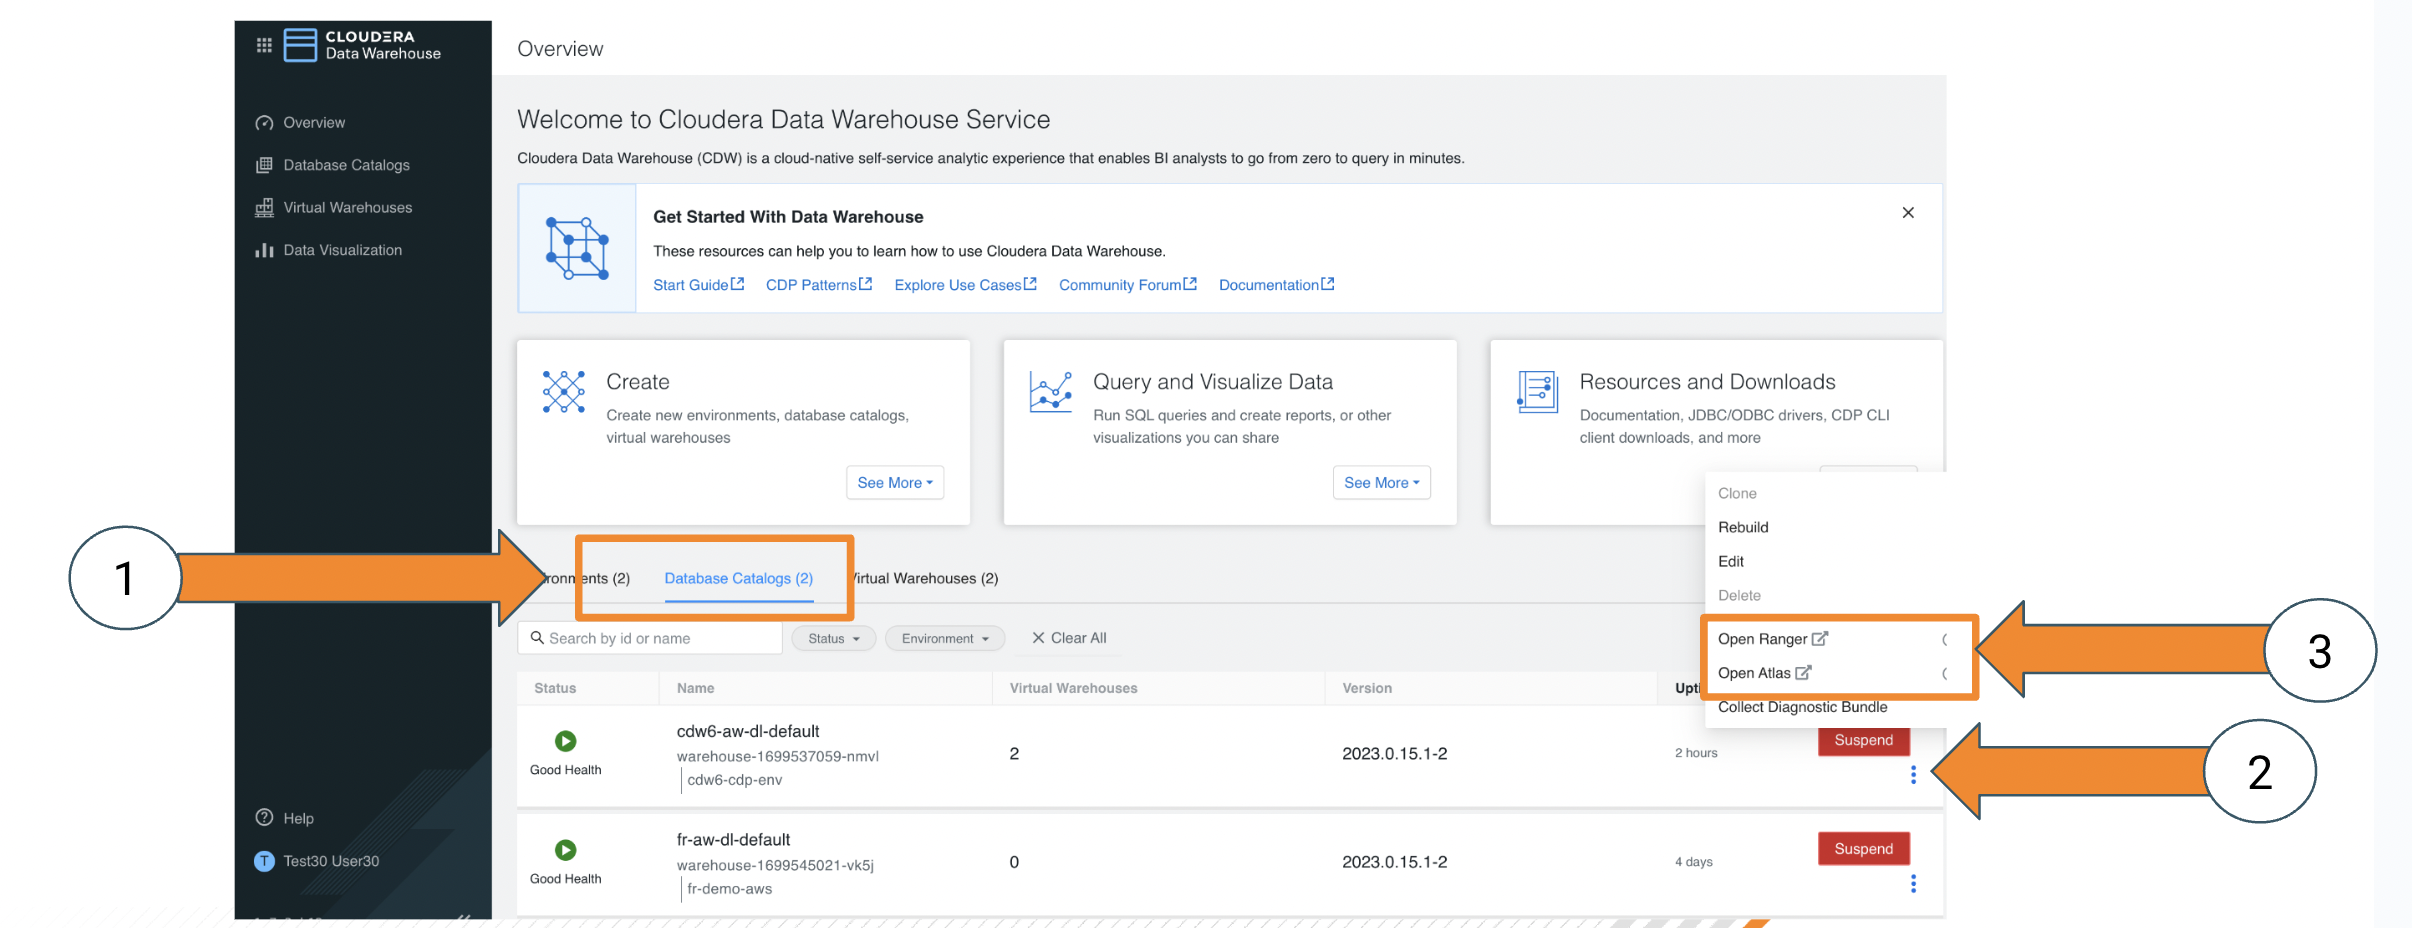 CLOUDERA
Data Warehouse
Overview
Database Catalogs
Virtual Warehouses
Data Visualization
Help
T
Test30 User30
Overview
Welcome to Cloudera Data Warehouse Service
Cloudera Data Warehouse (CDW) is a cloud-native self-service analytic experience that enables BI analysts to go from zero to query in minutes.
Get Started With Data Warehouse
These resources can help you to learn how to use Cloudera Data Warehouse.
Start Guide CDP Patterns Explore Use Cases Community Forum Documentation
Create
Create new environments, database catalogs,
virtual warehouses
See More
Query and Visualize Data
Run SQL queries and create reports, or other
visualizations you can share
See More
Resources and Downloads
Documentation, JDBC/ODBC drivers, CDP CLI
client downloads, and more
1
(2) Database Catalogs (2) Warehouses (2)
Search by id or name Status Environment Clear All
Clone
Rebuild
Edit
Delete
Open Ranger
Open Atlas
Collect Diagnostic Bundle
3
Status Name Virtual Warehouses Version
Good Health
cdw6-aw-dl-default
warehouse-1699537059-nmvl
cdw6-cdp-env
2
2023.0.15.1-2
2 hours
Suspend
2
Good Health
fr-aw-dl-default
warehouse-1699545021-vk5j
fr-demo-aws
0
2023.0.15.1-2
4 days
Suspend